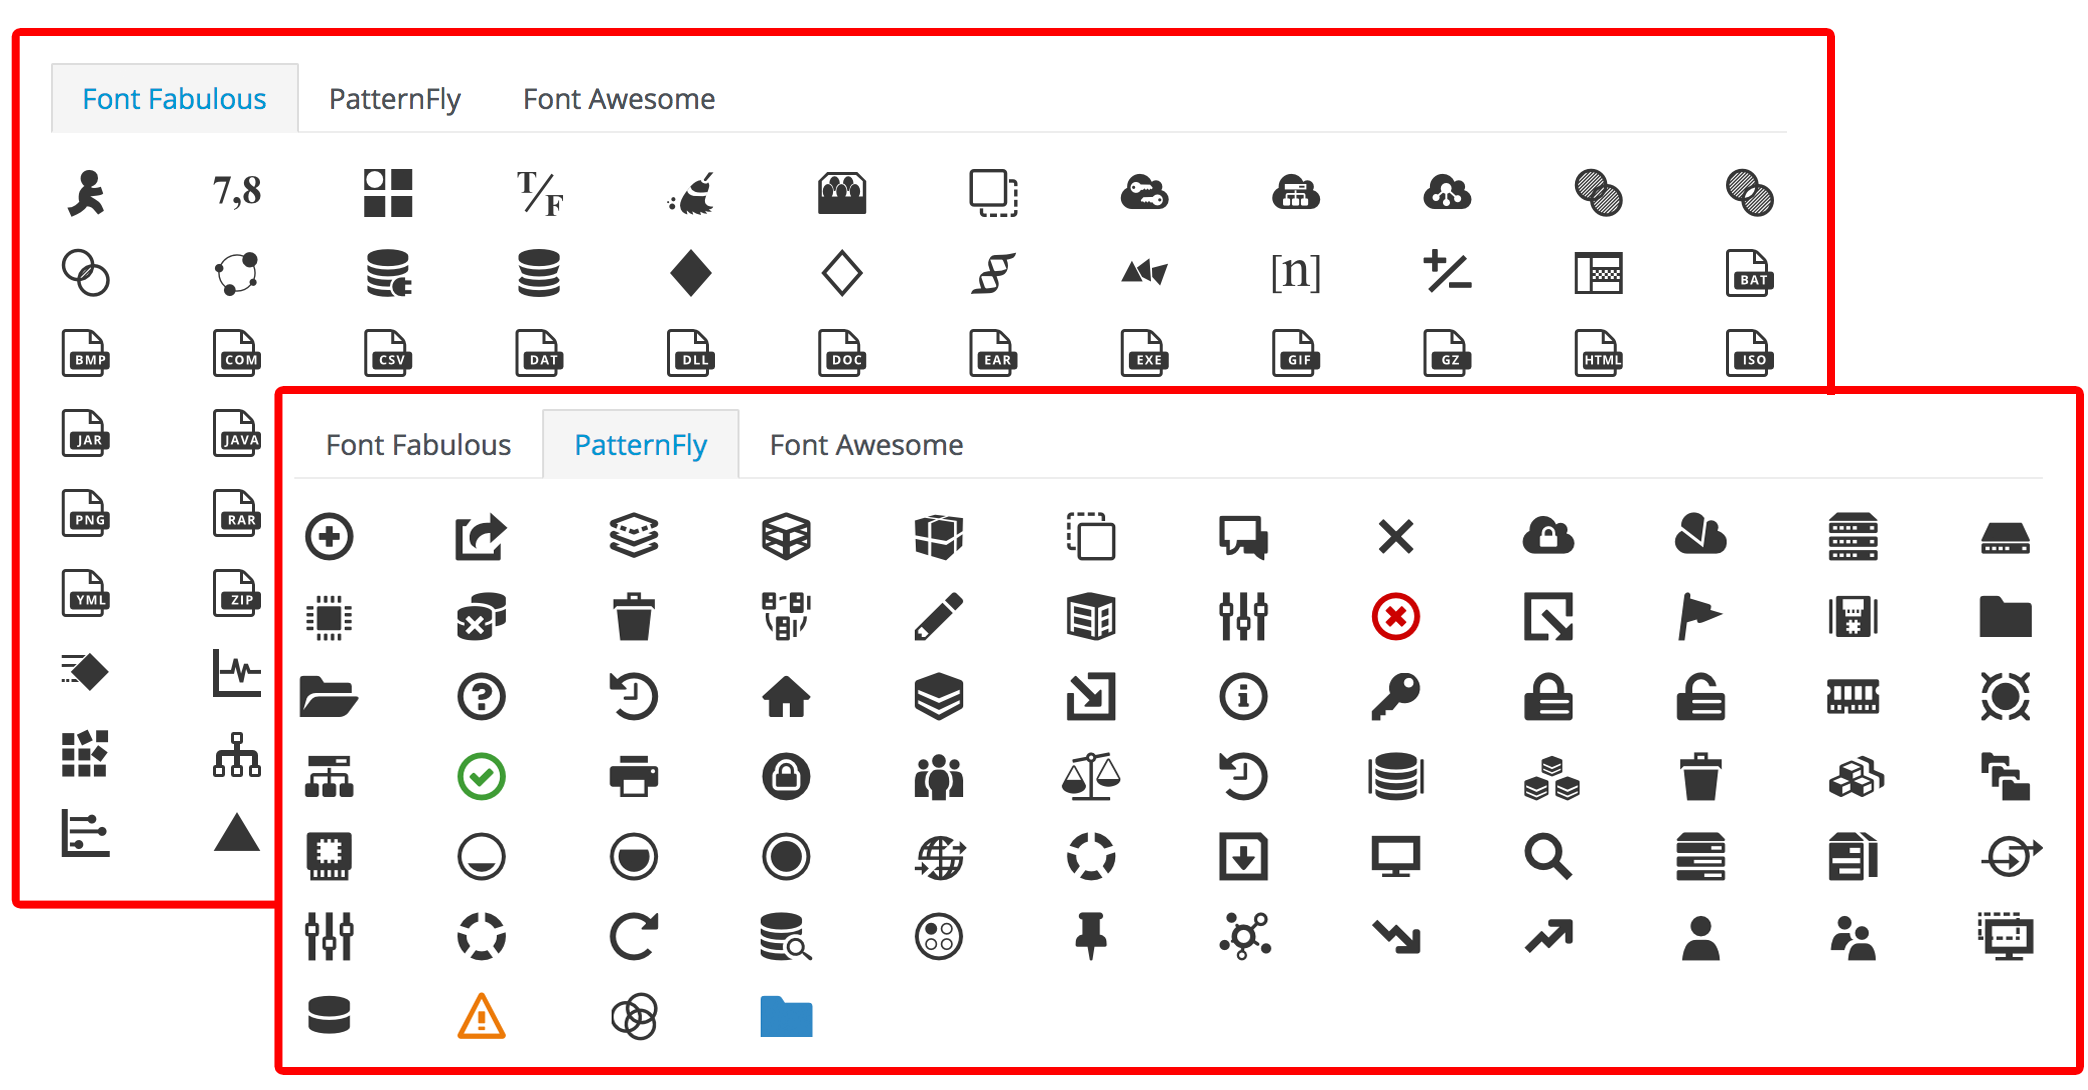 Font Fabulous PatternFly Font Awesome
7,8 T/F
[n] BAT
BMP COM CSV DAT DLL DOC EAR EXE GIF GZ HTML ISO
JAR JAVA
PNG RAR
YML ZIP
Font Fabulous PatternFly Font Awesome